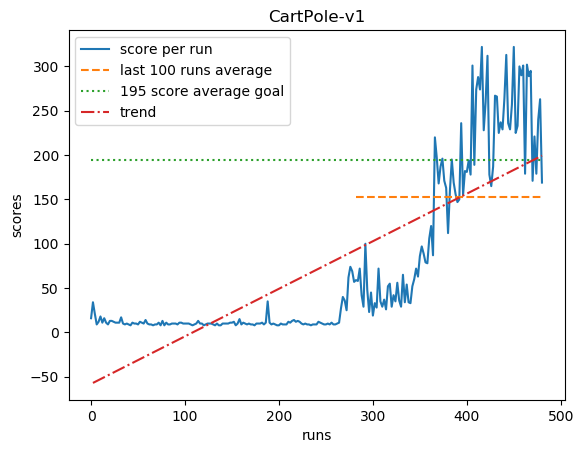 CartPole-v1
score per run
last 100 runs average
195 score average goal
trend
scores
300
250
200
150
100
50
0
−50
0
100
200
300
400
500
runs